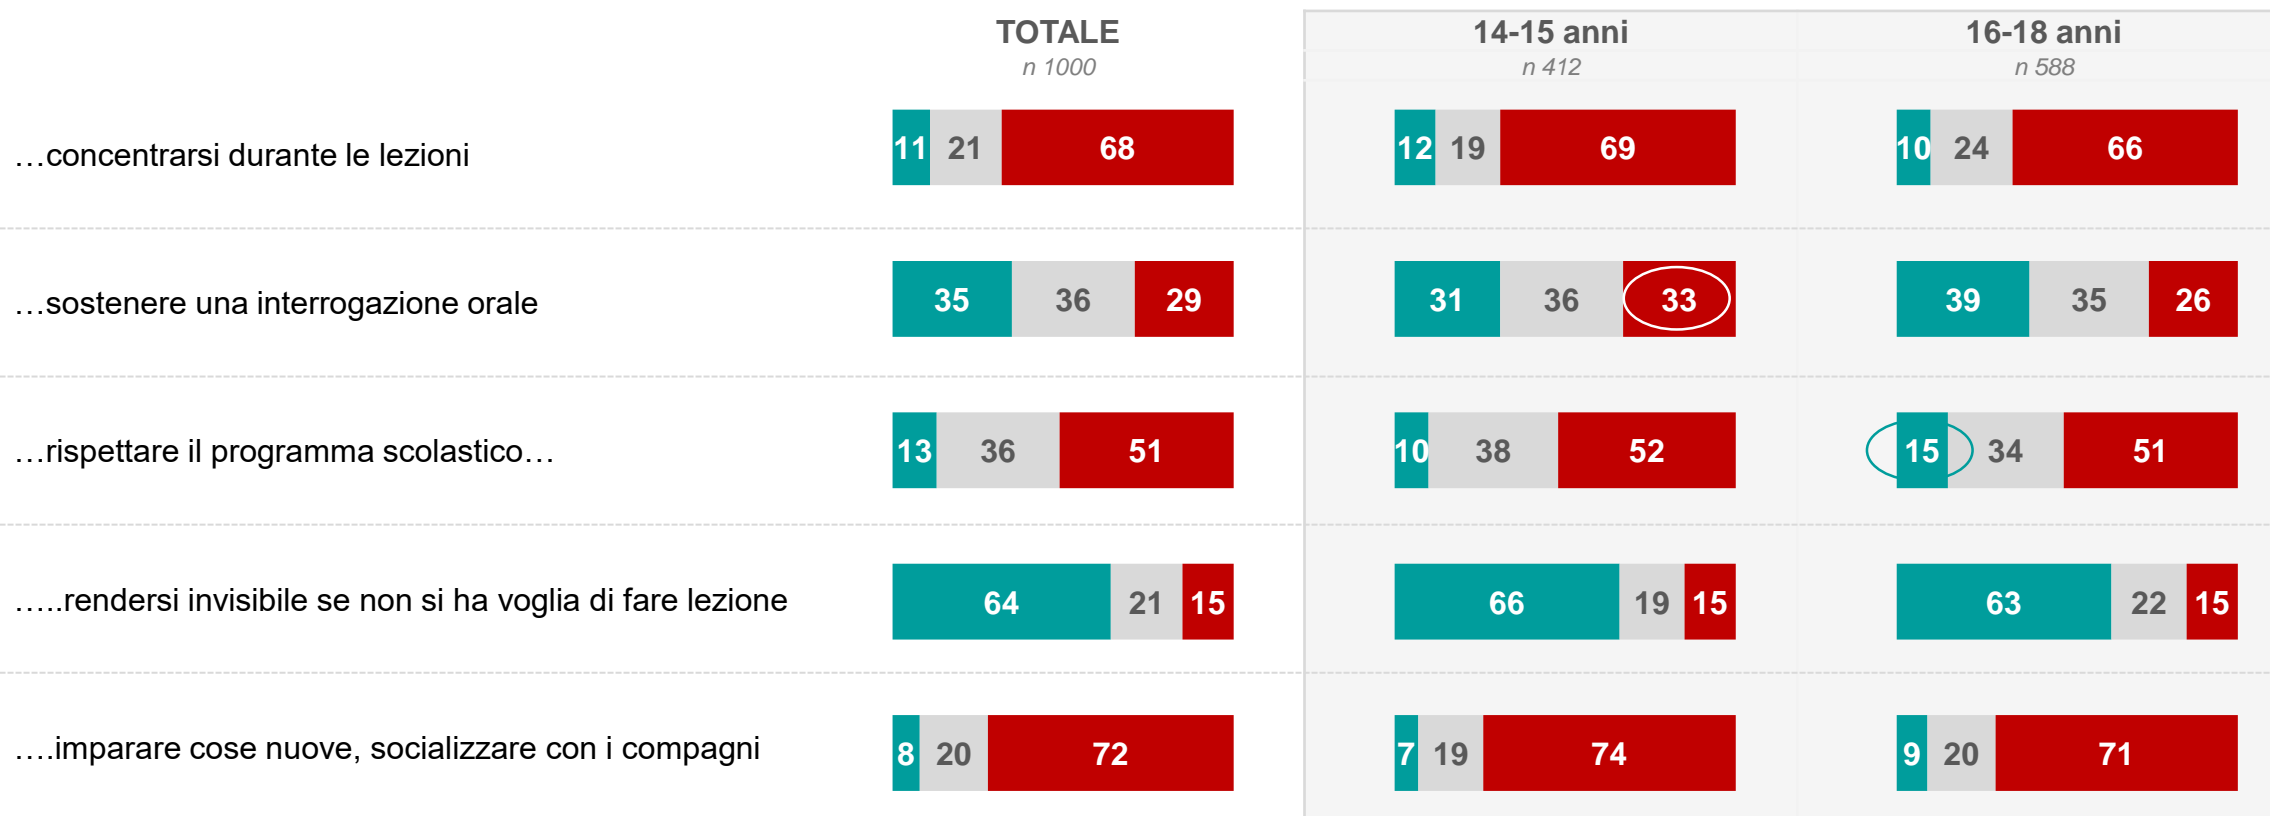 TOTALE 14-15 anni 16-18 anni
n 1000 n 412 n 588
…concentrarsi durante le lezioni 11 21 68 12 19 69 10 24 66
…sostenere una interrogazione orale 35 36 29 31 36 33 39 35 26
…rispettare il programma scolastico… 13 36 51 10 38 52 15 34 51
…..rendersi invisibile se non si ha voglia di fare lezione 64 21 15 66 19 15 63 22 15
….imparare cose nuove, socializzare con i compagni 8 20 72 7 19 74 9 20 71